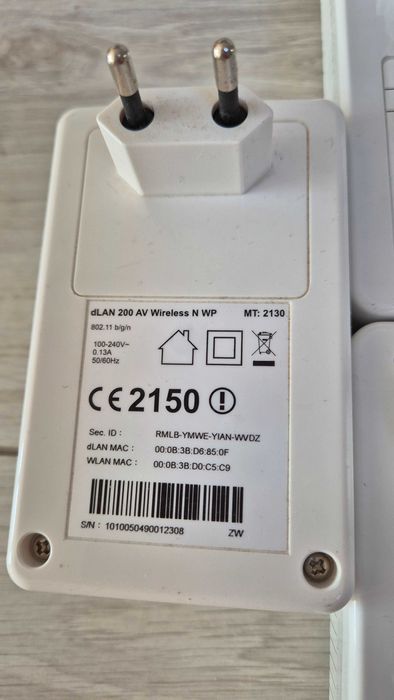 dLAN 200 AV Wireless N WP MT: 2130
802.11 b/g/n
100-240V~
0.13A
50/60Hz
CE 2150
Sec. ID : RMLB-YMWE-YIAN-WVDZ
dLAN MAC : 00:0B:3B:D6:85:0F
WLAN MAC : 00:0B:3B:D0:C5:C9
S/N : 1010050490012308 ZW